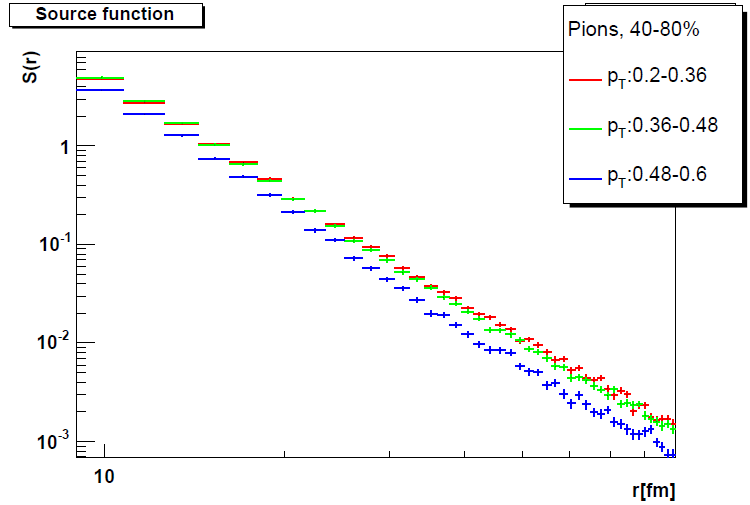 Source function
S(r)
Pions, 40-80%
p_T:0.2-0.36
p_T:0.36-0.48
p_T:0.48-0.6
1
10^-1
10^-2
10^-3
10
r[fm]